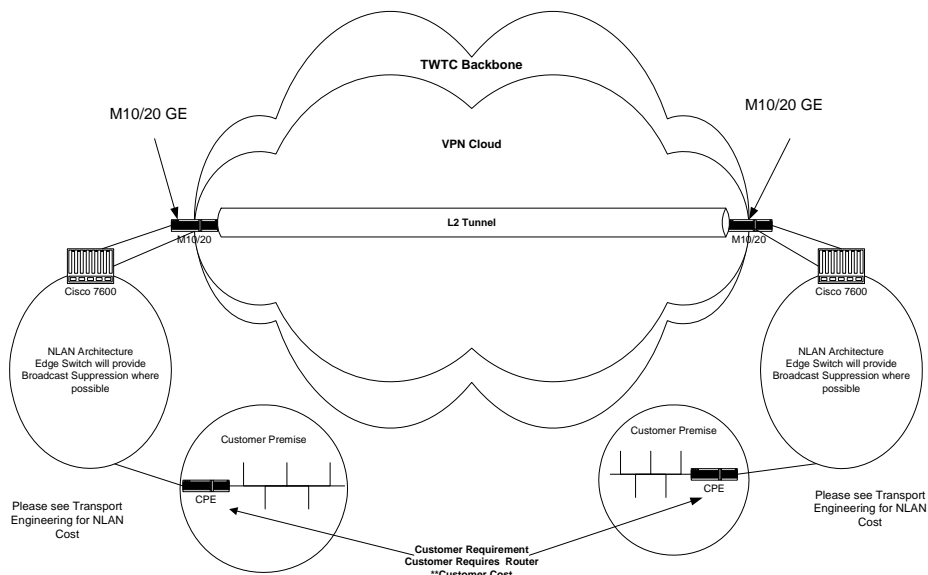 TWTC Backbone
M10/20 GE
M10/20 GE
VPN Cloud
L2 Tunnel
M10/20
M10/20
Cisco 7600
Cisco 7600
NLAN Architecture
Edge Switch will provide
Broadcast Suppression where
possible
NLAN Architecture
Edge Switch will provide
Broadcast Suppression where
possible
Customer Premise
CPE
Customer Premise
CPE
Please see Transport
Engineering for NLAN
Cost
Please see Transport
Engineering for NLAN
Cost
Customer Requirement
Customer Requires Router
**Customer Cost